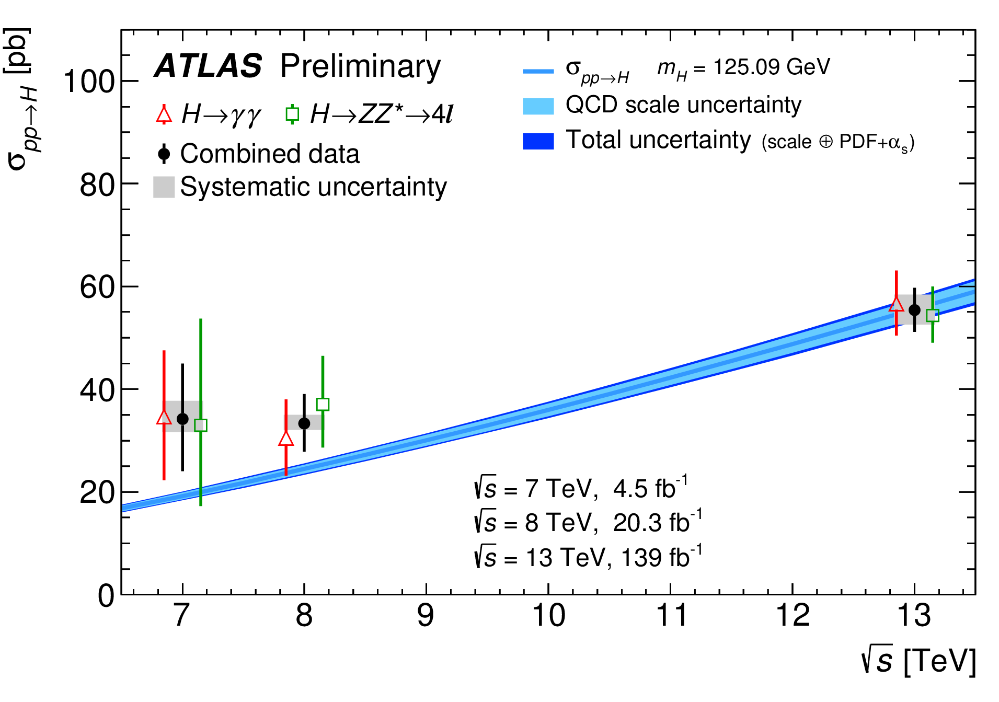 σpp→H [pb]
ATLAS Preliminary
H→γγ H→ZZ*→4l
Combined data
Systematic uncertainty
σpp→H mH = 125.09 GeV
QCD scale uncertainty
Total uncertainty (scale ⊕ PDF+αs)
100
80
60
40
20
0
√s = 7 TeV, 4.5 fb-1
√s = 8 TeV, 20.3 fb-1
√s = 13 TeV, 139 fb-1
7 8 9 10 11 12 13
√s [TeV]